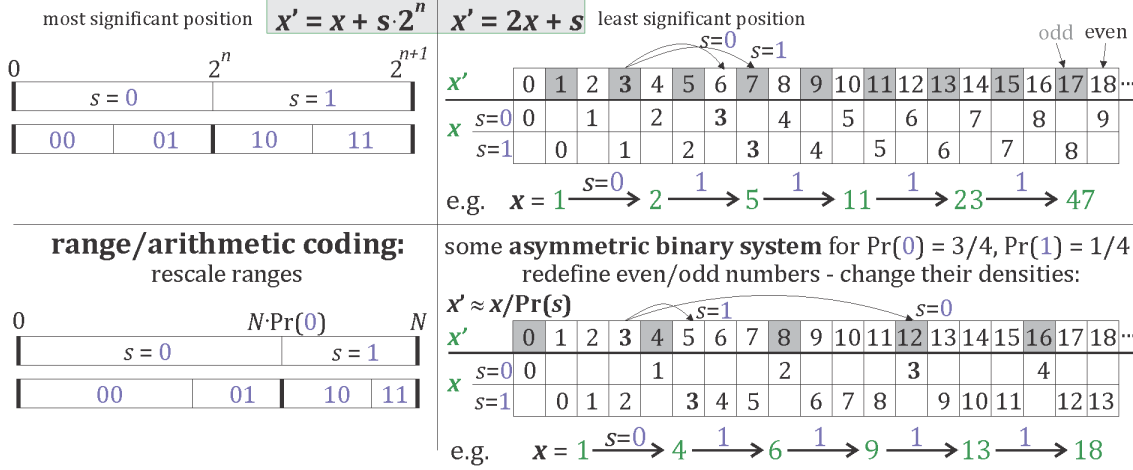 most significant position
x' = x + s·2ⁿ
0 2ⁿ 2ⁿ⁺¹
s = 0 s = 1
00 01 10 11
x' = 2x + s
least significant position
s=0
s=1
odd even
x' 0 1 2 3 4 5 6 7 8 9 10 11 12 13 14 15 16 17 18 ...
x s=0 0 1 2 3 4 5 6 7 8 9
s=1 0 1 2 3 4 5 6 7 8
s=0 1 1 1 1
e.g. x = 1 2 5 11 23 47
range/arithmetic coding:
rescale ranges
0 N·Pr(0) N
s = 0 s = 1
00 01 10 11
some asymmetric binary system for Pr(0) = 3/4, Pr(1) = 1/4
redefine even/odd numbers - change their densities:
x' ≈ x/Pr(s)
s=1 s=0
x' 0 1 2 3 4 5 6 7 8 9 10 11 12 13 14 15 16 17 18 ...
x s=0 0 1 2 3 4
s=1 0 1 2 3 4 5 6 7 8 9 10 11 12 13
s=0 1 1 1 1
e.g. x = 1 4 6 9 13 18